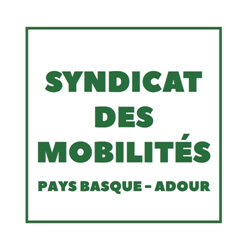 SYNDICAT
DES
MOBILITÉS
PAYS BASQUE – ADOUR